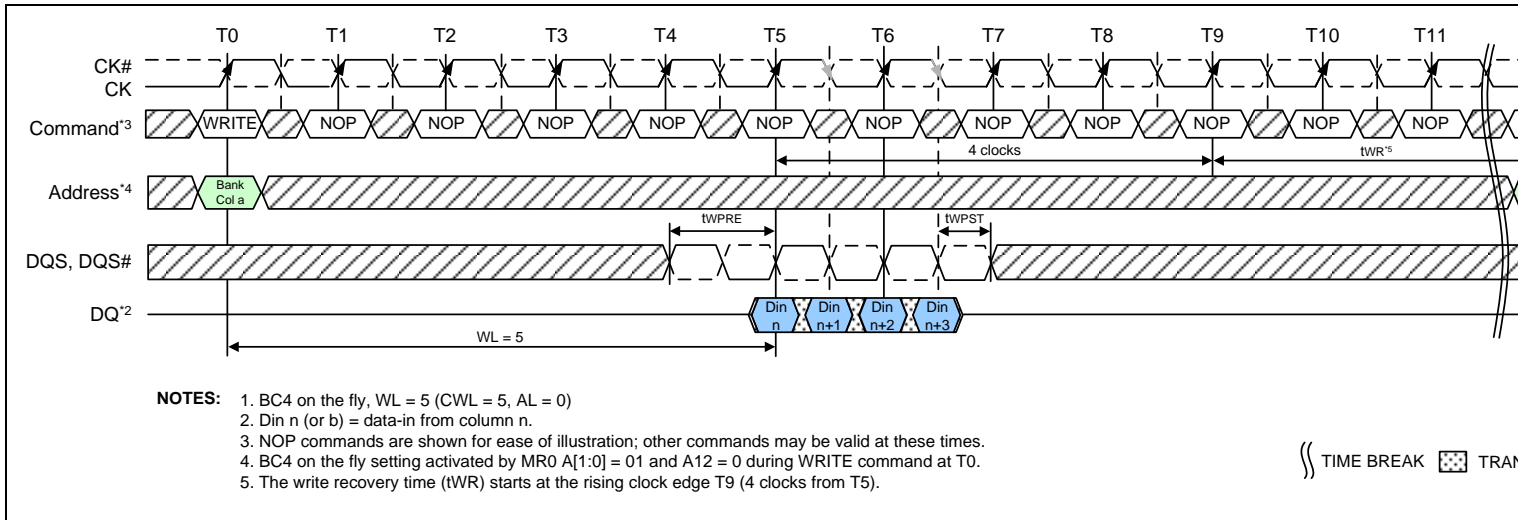 T0 T1 T2 T3 T4 T5 T6 T7 T8 T9 T10 T11
CK#
CK
Command*3 WRITE NOP NOP NOP NOP NOP NOP NOP NOP NOP NOP NOP
4 clocks tWR*5
Address*4 Bank Col a
tWPRE tWPST
DQS, DQS#
DQ*2 Din n Din n+1 Din n+2 Din n+3
WL = 5
NOTES: 1. BC4 on the fly, WL = 5 (CWL = 5, AL = 0)
2. Din n (or b) = data-in from column n.
3. NOP commands are shown for ease of illustration; other commands may be valid at these times.
4. BC4 on the fly setting activated by MR0 A[1:0] = 01 and A12 = 0 during WRITE command at T0.
5. The write recovery time (tWR) starts at the rising clock edge T9 (4 clocks from T5).
TIME BREAK TRAN